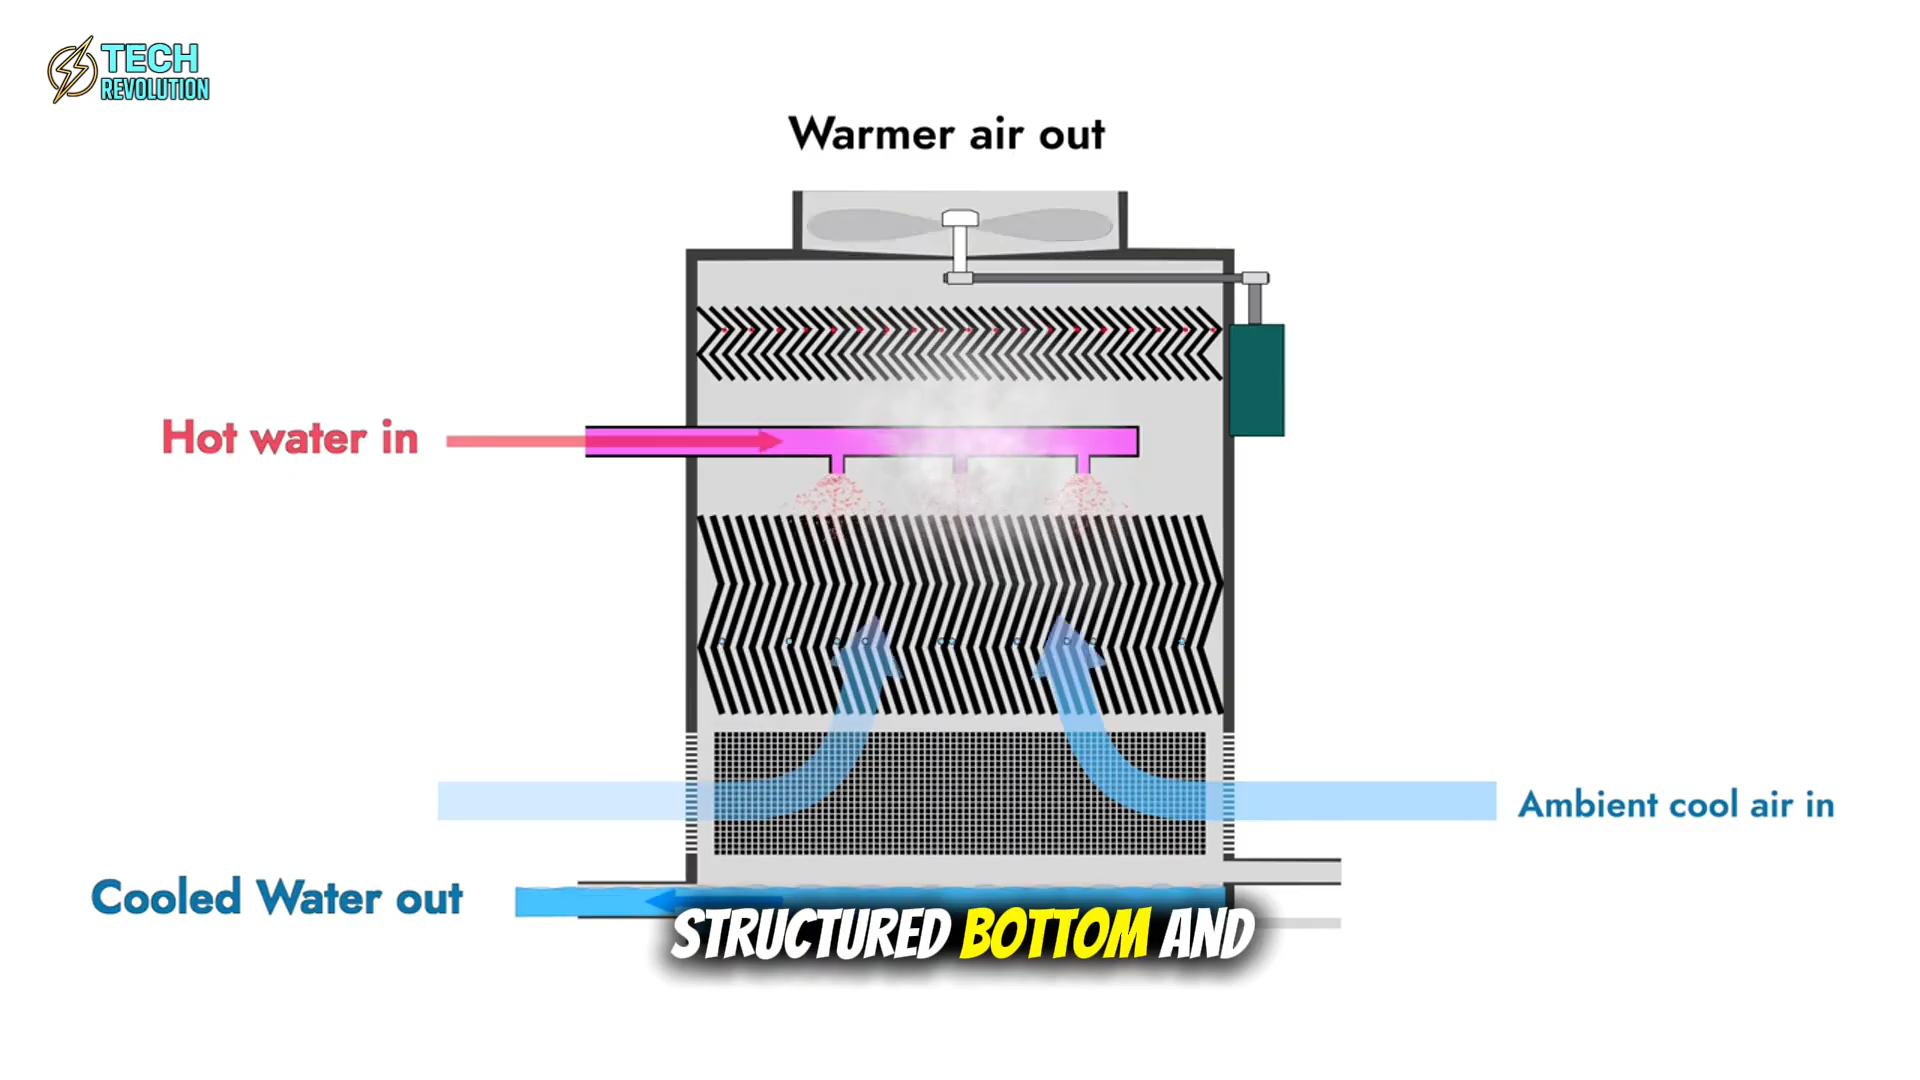 TECH
REVOLUTION
Warmer air out
Hot water in
Ambient cool air in
Cooled Water out
STRUCTURED BOTTOM AND